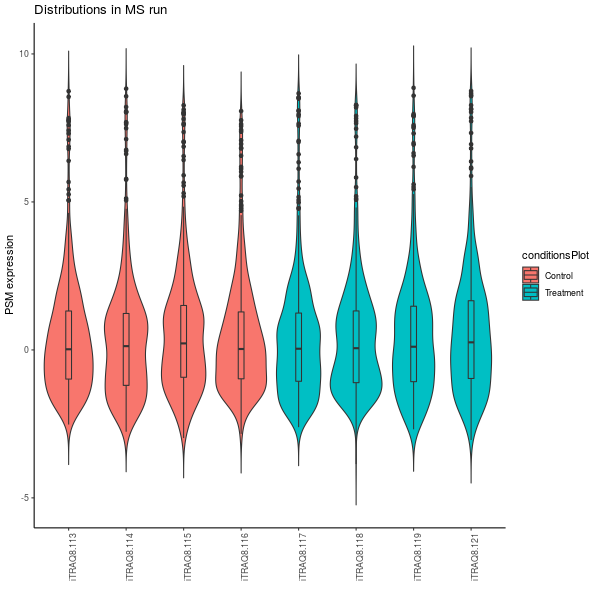 Distributions in MS run
PSM expression
10
5
0
-5
iTRAQ8.113
iTRAQ8.114
iTRAQ8.115
iTRAQ8.116
iTRAQ8.117
iTRAQ8.118
iTRAQ8.119
iTRAQ8.121
conditionsPlot
Control
Treatment